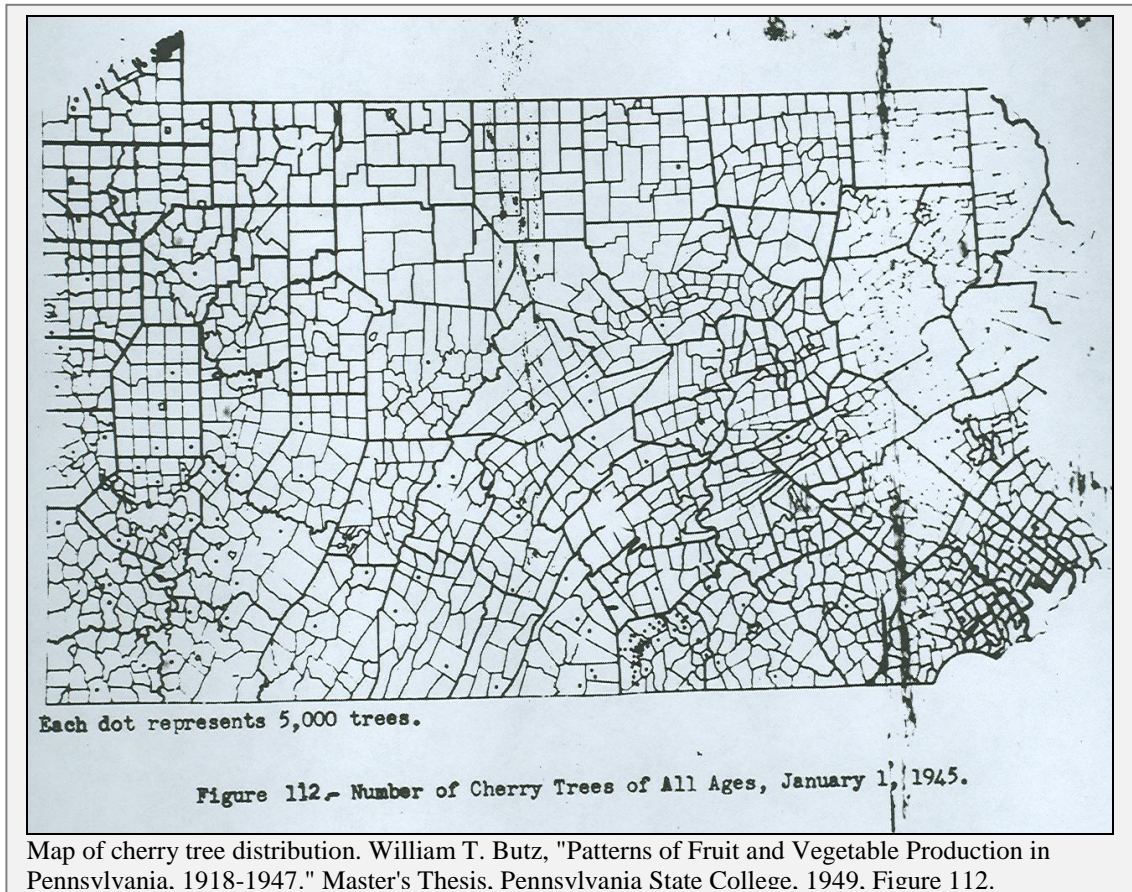 Each dot represents 5,000 trees.
Figure 112.- Number of Cherry Trees of All Ages, January 1, 1945.
Map of cherry tree distribution. William T. Butz, "Patterns of Fruit and Vegetable Production in
Pennsylvania, 1918-1947." Master's Thesis, Pennsylvania State College, 1949, Figure 112.